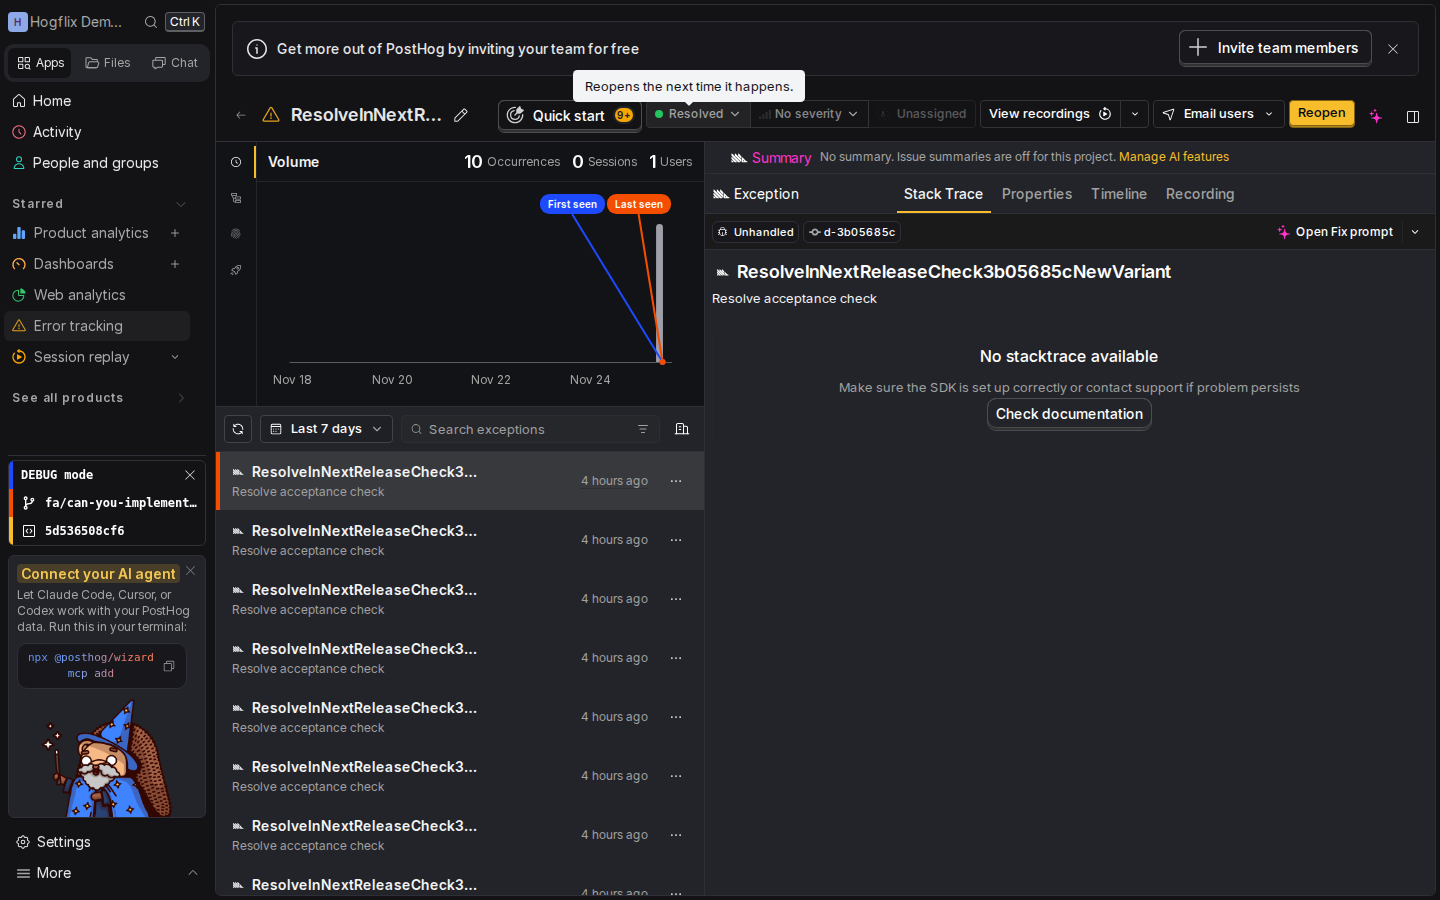 H Hogflix Dem... Ctrl K
Apps Files Chat
Home
Activity
People and groups
Starred
Product analytics
Dashboards
Web analytics
Error tracking
Session replay
See all products
DEBUG mode
fa/can-you-implement...
5d536508cf6
Connect your AI agent
Let Claude Code, Cursor, or
Codex work with your PostHog
data. Run this in your terminal:
npx @posthog/wizard
mcp add
Settings
More
Get more out of PostHog by inviting your team for free
Invite team members
Reopens the next time it happens.
ResolveInNextR...
Quick start 9+
Resolved
No severity
Unassigned
View recordings
Email users
Reopen
Volume
10 Occurrences 0 Sessions 1 Users
First seen Last seen
Nov 18 Nov 20 Nov 22 Nov 24
Last 7 days
Search exceptions
ResolveInNextReleaseCheck3...
Resolve acceptance check
4 hours ago
ResolveInNextReleaseCheck3...
Resolve acceptance check
4 hours ago
ResolveInNextReleaseCheck3...
Resolve acceptance check
4 hours ago
ResolveInNextReleaseCheck3...
Resolve acceptance check
4 hours ago
ResolveInNextReleaseCheck3...
Resolve acceptance check
4 hours ago
ResolveInNextReleaseCheck3...
Resolve acceptance check
4 hours ago
ResolveInNextReleaseCheck3...
Resolve acceptance check
4 hours ago
ResolveInNextReleaseCheck3...
4 hours ago
Summary No summary. Issue summaries are off for this project. Manage AI features
Exception
Stack Trace Properties Timeline Recording
Unhandled d-3b05685c
Open Fix prompt
ResolveInNextReleaseCheck3b05685cNewVariant
Resolve acceptance check
No stacktrace available
Make sure the SDK is set up correctly or contact support if problem persists
Check documentation